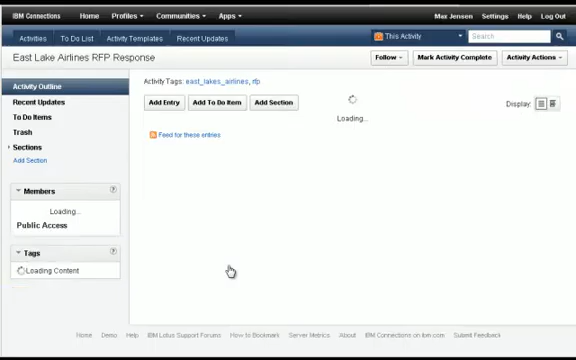 IBM Connections Home Profiles Communities Apps Max Jensen Settings Help Log Out
Activities To Do List Activity Templates Recent Updates This Activity Search
East Lake Airlines RFP Response Follow Mark Activity Complete Activity Actions
Activity Outline
Recent Updates
To Do Items
Trash
Sections
Add Section
Members
Loading...
Public Access
Tags
Loading Content
Activity Tags: east_lakes_airlines, rfp
Add Entry Add To Do Item Add Section
Loading...
Display:
Feed for these entries
Home Demo Help IBM Lotus Support Forums How to Bookmark Server Metrics About IBM Connections on ibm.com Submit Feedback